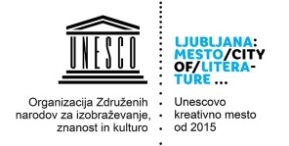 UNESCO
Organizacija Združenih
narodov za izobraževanje,
znanost in kulturo
LJUBLJANA:
MESTO/CITY
OF/LITERA-
TURE ...
Unescovo
kreativno mesto
od 2015